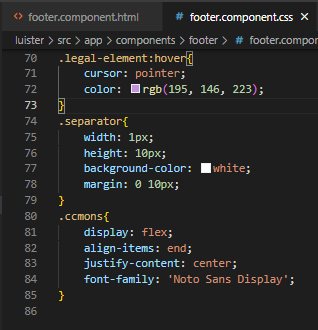 <> footer.component.html
# footer.component.css
luister > src > app > components > footer > # footer.compon
70 .legal-element:hover{
71 cursor: pointer;
72 color: rgb(195, 146, 223);
73 }
74 .separator{
75 width: 1px;
76 height: 10px;
77 background-color: white;
78 margin: 0 10px;
79 }
80 .ccmons{
81 display: flex;
82 align-items: end;
83 justify-content: center;
84 font-family: 'Noto Sans Display';
85 }
86